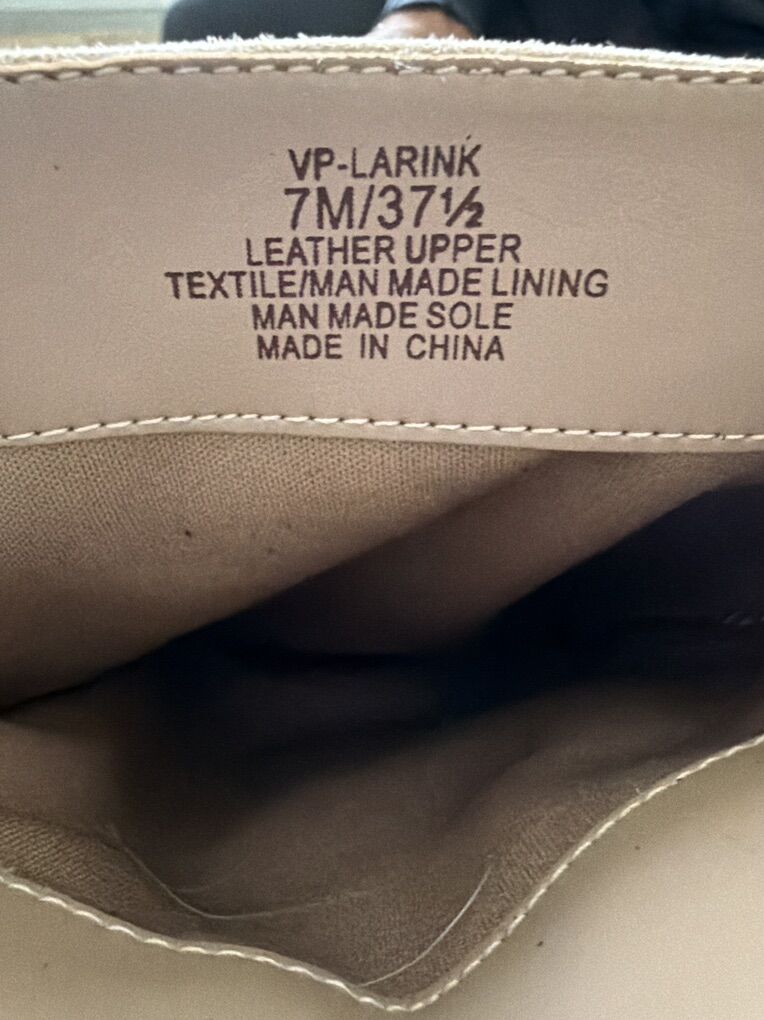 VP-LARINK
7M/37½
LEATHER UPPER
TEXTILE/MAN MADE LINING
MAN MADE SOLE
MADE IN CHINA